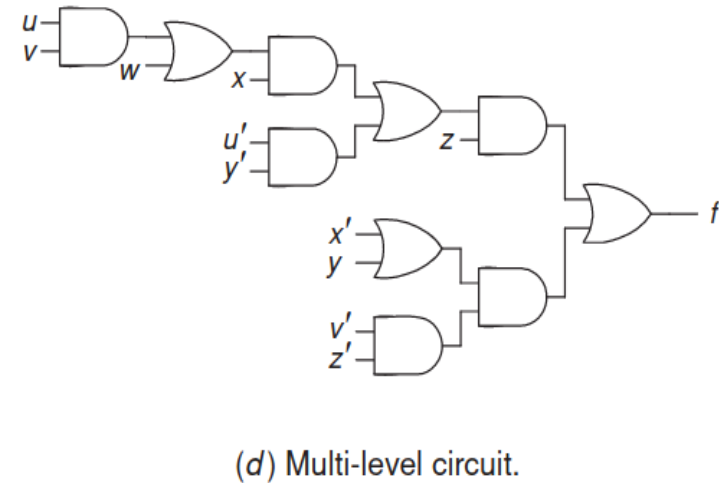 u
v
w
x
u′
y′
z
f
x′
y
v′
z′
(d) Multi-level circuit.